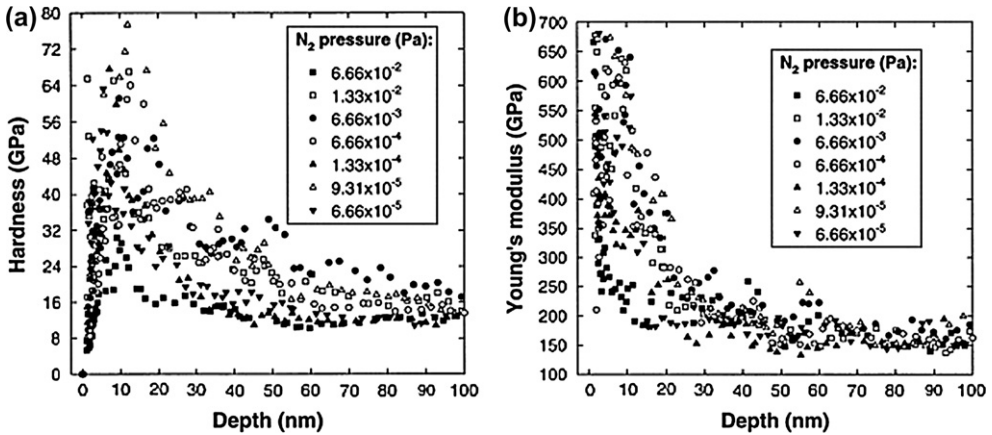 (a)
80
72
64
56
48
40
32
24
16
8
0
Hardness (GPa)
N₂ pressure (Pa):
6.66x10⁻²
1.33x10⁻²
6.66x10⁻³
6.66x10⁻⁴
1.33x10⁻⁴
9.31x10⁻⁵
6.66x10⁻⁵
0 10 20 30 40 50 60 70 80 90 100
Depth (nm)
(b)
700
650
600
550
500
450
400
350
300
250
200
150
100
Young's modulus (GPa)
N₂ pressure (Pa):
6.66x10⁻²
1.33x10⁻²
6.66x10⁻³
6.66x10⁻⁴
1.33x10⁻⁴
9.31x10⁻⁵
6.66x10⁻⁵
0 10 20 30 40 50 60 70 80 90 100
Depth (nm)